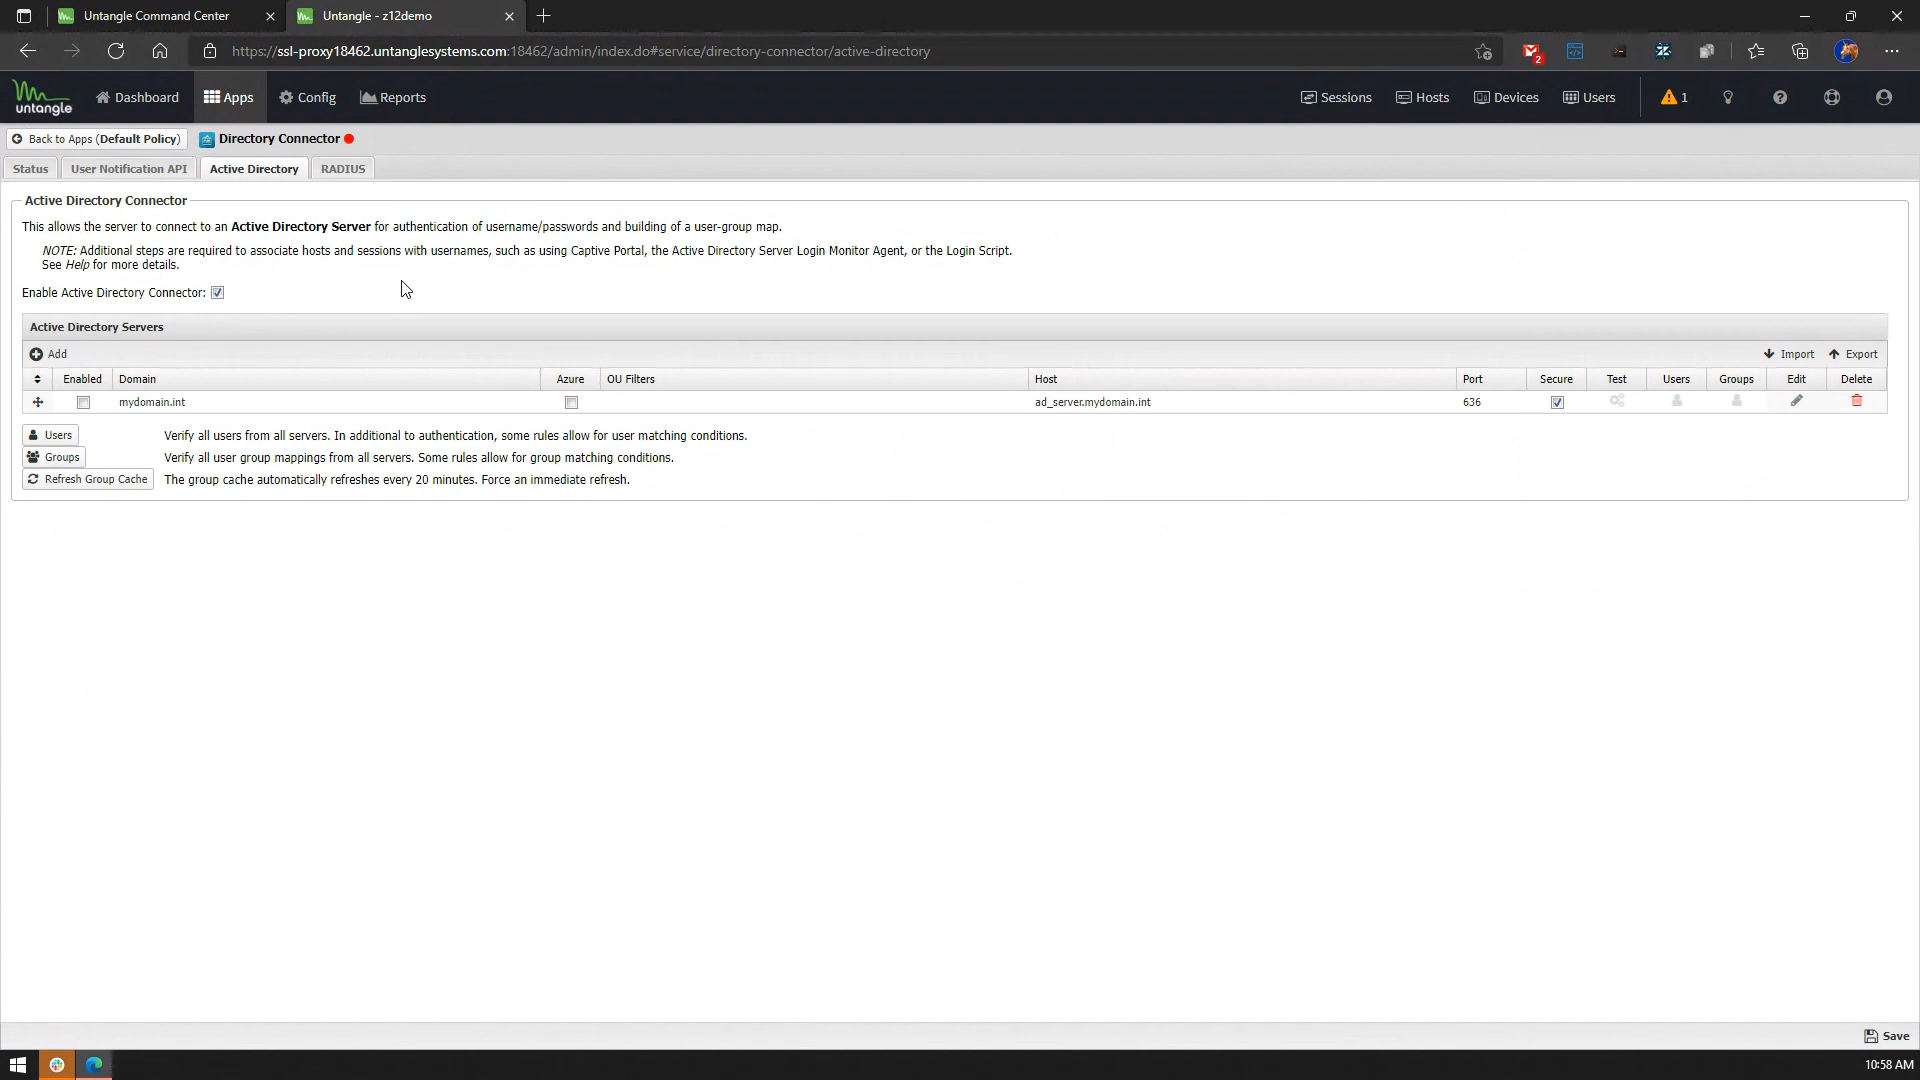 Untangle Command Center
Untangle - z12demo
https://ssl-proxy18462.untanglesystems.com:18462/admin/index.do#service/directory-connector/active-directory
2
untangle
Dashboard
Apps
Config
Reports
Sessions
Hosts
Devices
Users
1
Back to Apps (Default Policy)
Directory Connector
Status
User Notification API
Active Directory
RADIUS
Active Directory Connector
This allows the server to connect to an Active Directory Server for authentication of username/passwords and building of a user-group map.
NOTE: Additional steps are required to associate hosts and sessions with usernames, such as using Captive Portal, the Active Directory Server Login Monitor Agent, or the Login Script.
See Help for more details.
Enable Active Directory Connector:
Active Directory Servers
Add
Import
Export
Enabled
Domain
Azure
OU Filters
Host
Port
Secure
Test
Users
Groups
Edit
Delete
mydomain.int
ad_server.mydomain.int
636
Users
Verify all users from all servers. In additional to authentication, some rules allow for user matching conditions.
Groups
Verify all user group mappings from all servers. Some rules allow for group matching conditions.
Refresh Group Cache
The group cache automatically refreshes every 20 minutes. Force an immediate refresh.
Save
10:58 AM